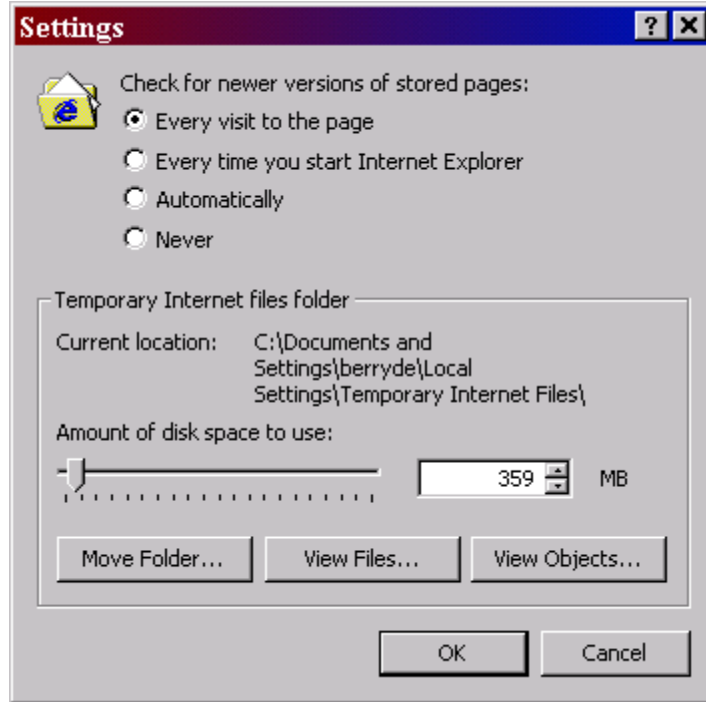 Settings
Check for newer versions of stored pages:
Every visit to the page
Every time you start Internet Explorer
Automatically
Never
Temporary Internet files folder
Current location: C:\Documents and
Settings\berryde\Local
Settings\Temporary Internet Files\
Amount of disk space to use:
359 MB
Move Folder... View Files... View Objects...
OK Cancel